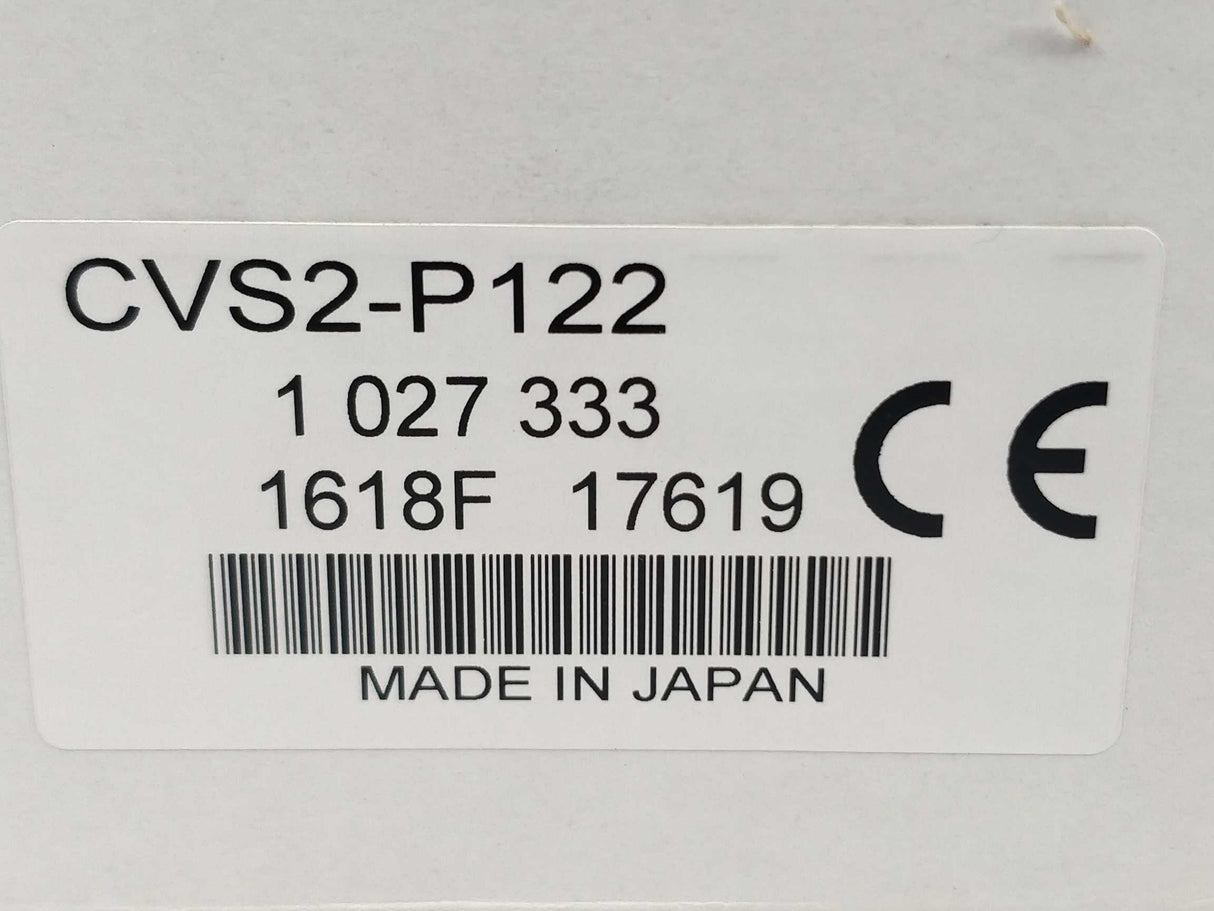 CVS2-P122
1 027 333
1618F 17619
CE
MADE IN JAPAN